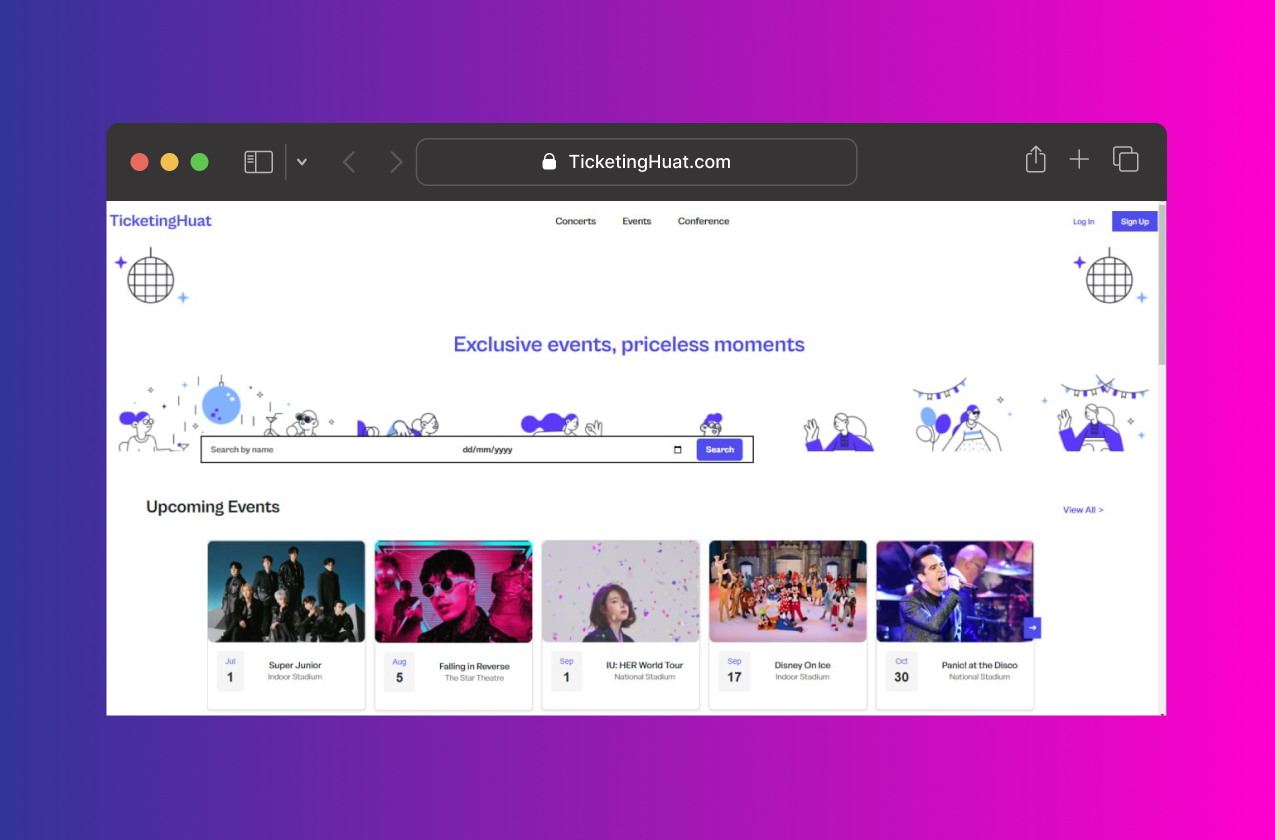 TicketingHuat.com
TicketingHuat
Concerts Events Conference
Log In Sign Up
Exclusive events, priceless moments
Search by name dd/mm/yyyy Search
Upcoming Events
View All >
Jul
1
Super Junior
Indoor Stadium
Aug
5
Falling in Reverse
The Star Theatre
Sep
1
IU: HER World Tour
National Stadium
Sep
17
Disney On Ice
Indoor Stadium
Oct
30
Panic! at the Disco
National Stadium